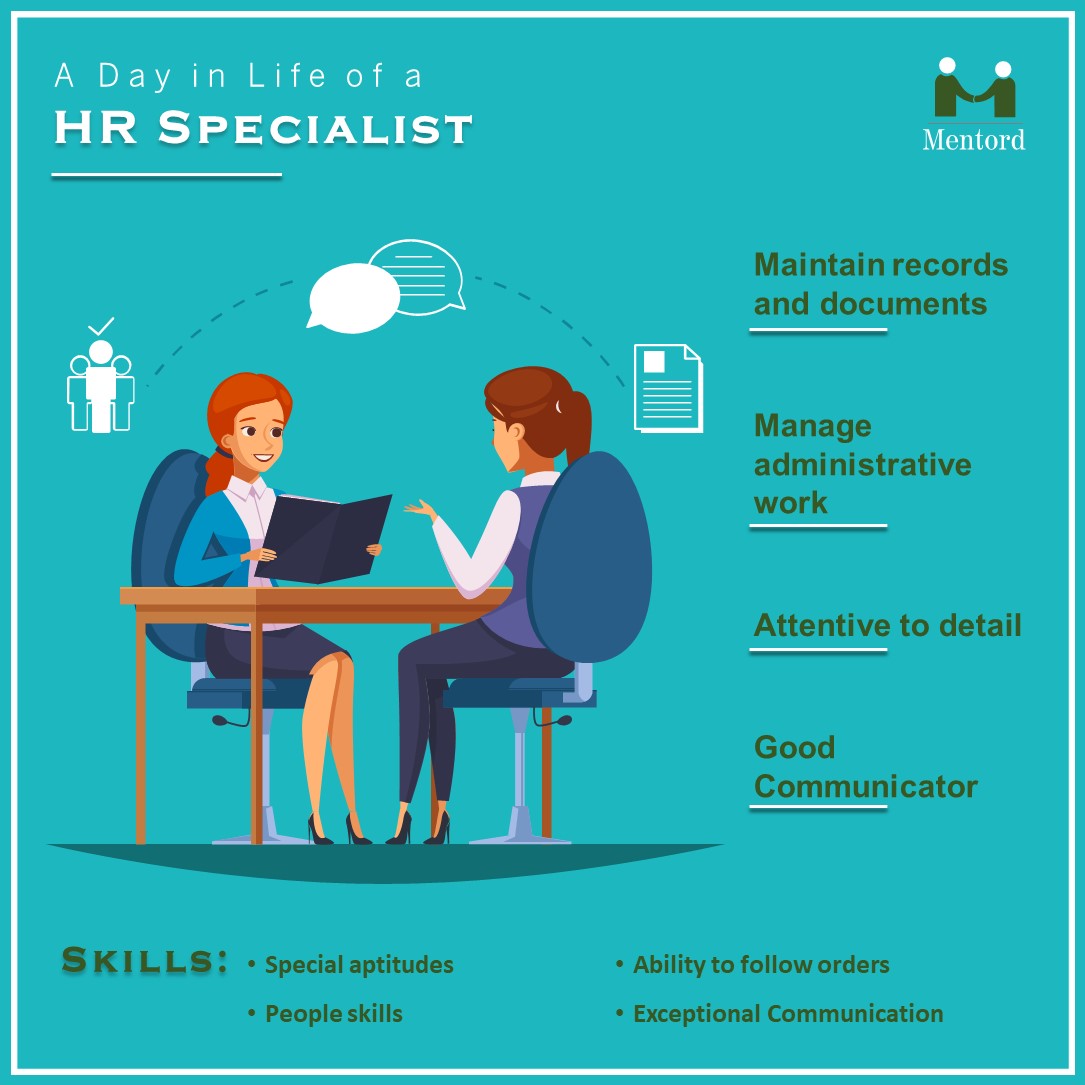 A Day in Life of a
HR Specialist
Mentord
Maintain records
and documents
Manage
administrative
work
Attentive to detail
Good
Communicator
Skills:
• Special aptitudes
• People skills
• Ability to follow orders
• Exceptional Communication